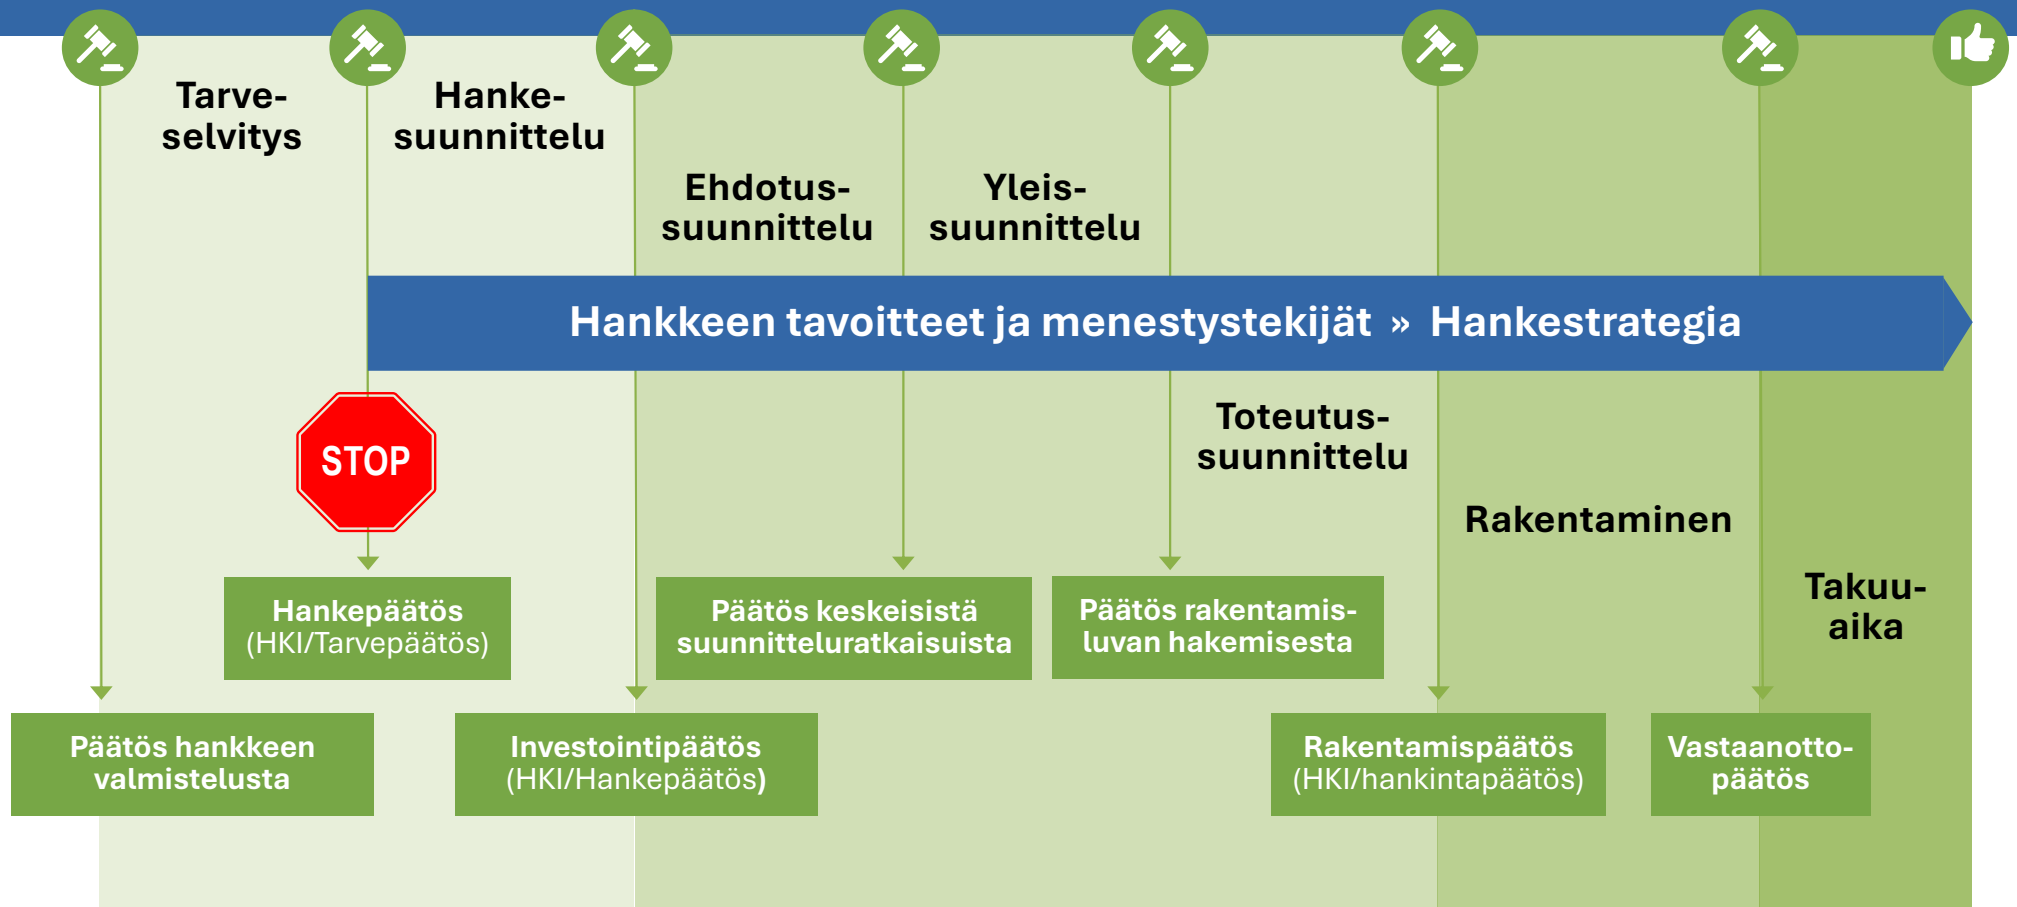 Tarve-
selvitys
Hanke-
suunnittelu
Ehdotus-
suunnittelu
Yleis-
suunnittelu
Hankkeen tavoitteet ja menestystekijät » Hankestrategia
STOP
Toteutus-
suunnittelu
Rakentaminen
Takuu-
aika
Hankepäätös
(HKI/Tarvepäätös)
Päätös keskeisistä
suunnitteluratkaisuista
Päätös rakentamis-
luvan hakemisesta
Päätös hankkeen
valmistelusta
Investointipäätös
(HKI/Hankepäätös)
Rakentamispäätös
(HKI/hankintapäätös)
Vastaanotto-
päätös